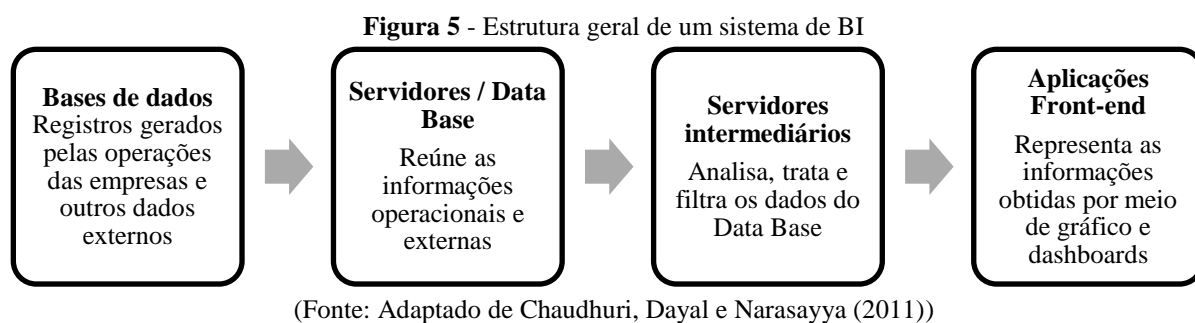 Figura 5 - Estrutura geral de um sistema de BI
Bases de dados
Registros gerados
pelas operações
das empresas e
outros dados
externos
Servidores / Data
Base
Reúne as
informações
operacionais e
externas
Servidores
intermediários
Analisa, trata e
filtra os dados do
Data Base
Aplicações
Front-end
Representa as
informações
obtidas por meio
de gráfico e
dashboards
(Fonte: Adaptado de Chaudhuri, Dayal e Narasayya (2011))